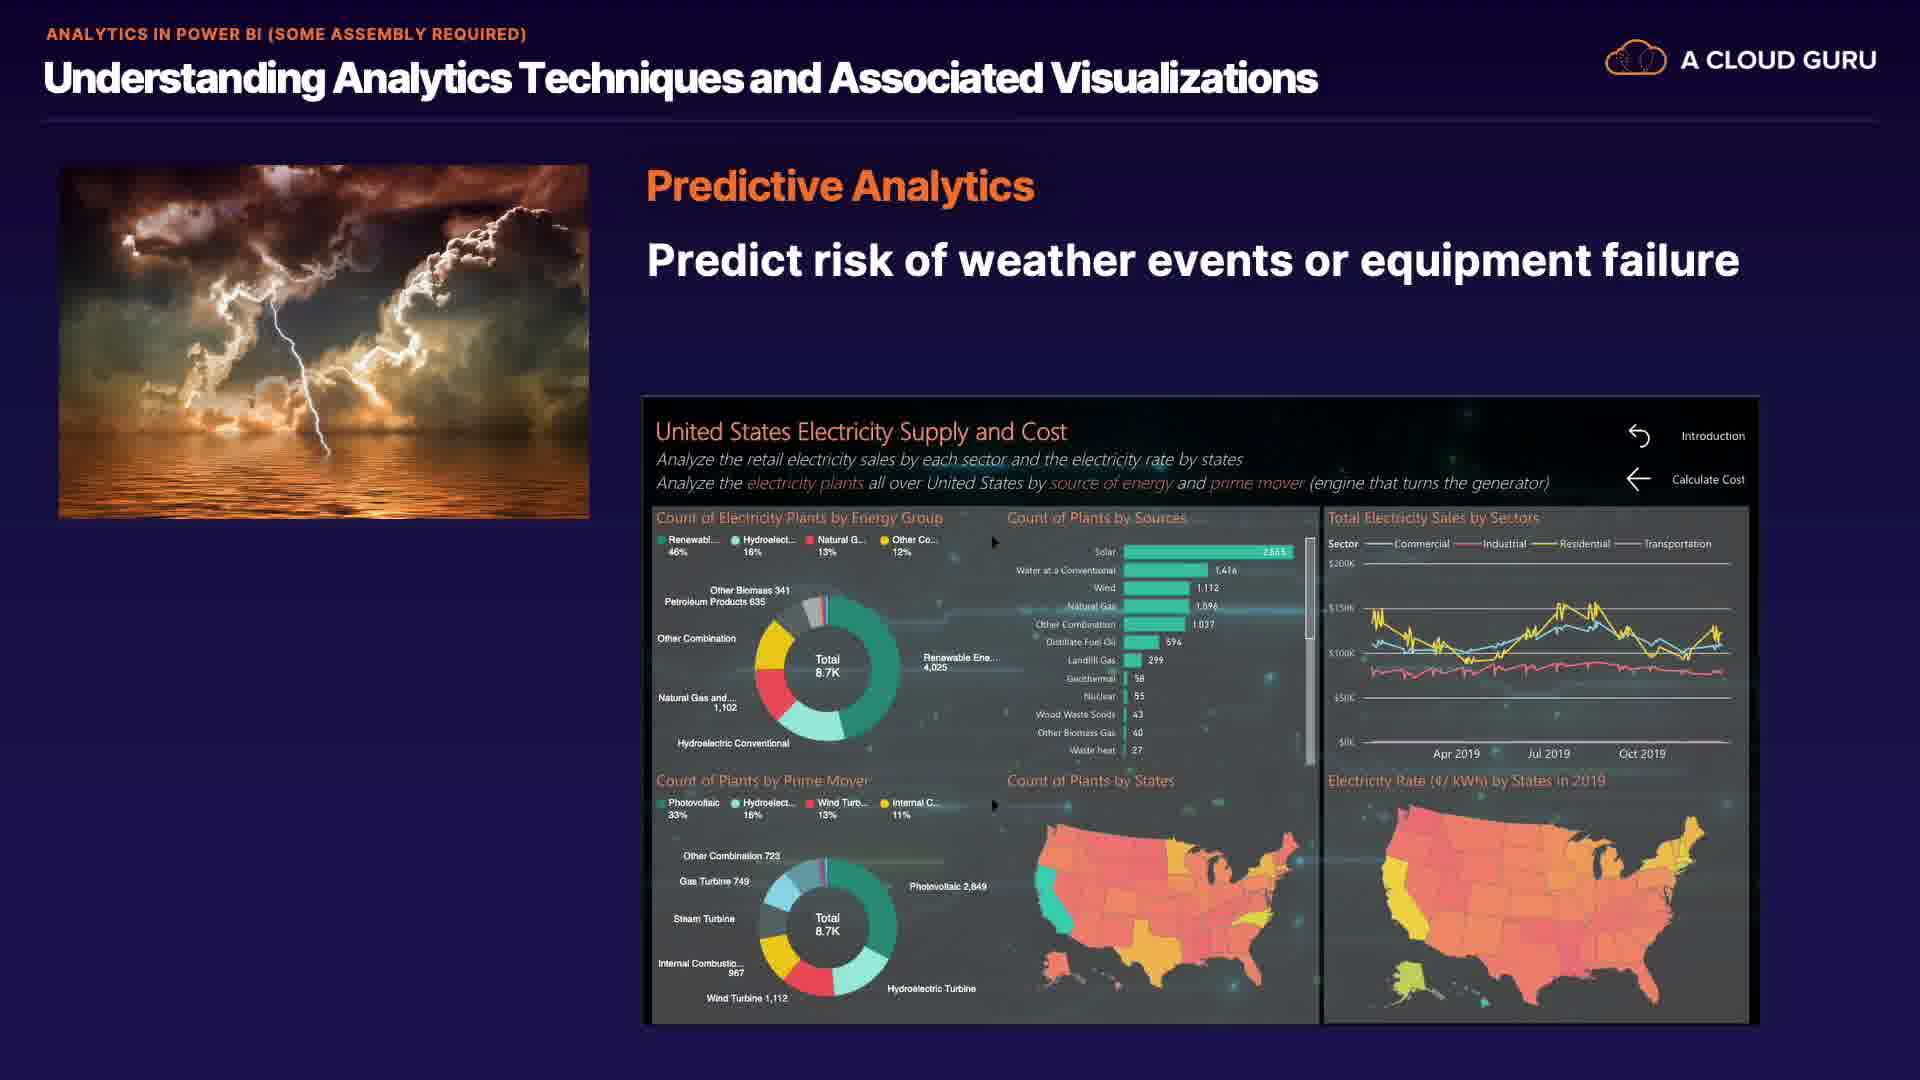 ANALYTICS IN POWER BI (SOME ASSEMBLY REQUIRED)
Understanding Analytics Techniques and Associated Visualizations
A CLOUD GURU
Predictive Analytics
Predict risk of weather events or equipment failure
United States Electricity Supply and Cost
Analyze the retail electricity sales by each sector and the electricity rate by states
Analyze the electricity plants all over United States by source of energy and prime mover (engine that turns the generator)
Introduction
Calculate Cost
Count of Electricity Plants by Energy Group
Renewabl... Hydroelect... Natural G... Other Co...
46% 16% 13% 12%
Other Biomass 341
Petroleum Products 635
Other Combination
Natural Gas and....
1,102
Hydroelectric Conventional
Renewable Ene...
4,025
Total
8.7K
Count of Plants by Sources
Solar
Water at a Conventional 1,416
Wind 1,112
Natural Gas 1,096
Other Combination 1,037
Distillate Fuel Oil 594
Landfill Gas 299
Geothermal 58
Nuclear 55
Wood Waste Solids 43
Other Biomass Gas 40
Waste heat 27
Total Electricity Sales by Sectors
Sector Commercial Industrial Residential Transportation
$200K
$150K
$100K
$50K
$0K
Apr 2019 Jul 2019 Oct 2019
Count of Plants by Prime Mover
Photovoltaic Hydroelect... Wind Turb... Internal C...
33% 16% 13% 11%
Other Combination 723
Gas Turbine 749
Steam Turbine
Internal Combustio...
967
Wind Turbine 1,112
Photovoltaic 2,849
Hydroelectric Turbine
Total
8.7K
Count of Plants by States
Electricity Rate (¢/ kWh) by States in 2019